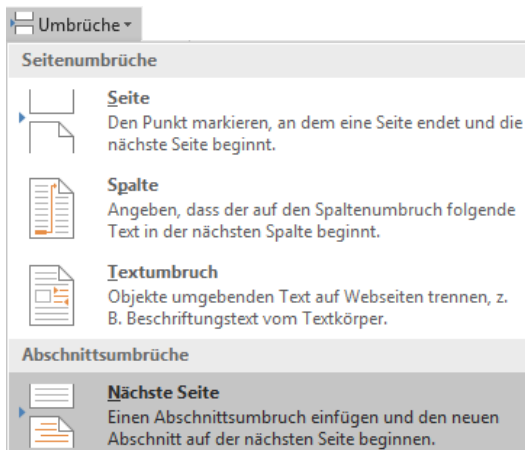 Umbrüche
Seitenumbrüche
Seite
Den Punkt markieren, an dem eine Seite endet und die
nächste Seite beginnt.
Spalte
Angeben, dass der auf den Spaltenumbruch folgende
Text in der nächsten Spalte beginnt.
Textumbruch
Objekte umgebenden Text auf Webseiten trennen, z.
B. Beschriftungstext vom Textkörper.
Abschnittsumbrüche
Nächste Seite
Einen Abschnittsumbruch einfügen und den neuen
Abschnitt auf der nächsten Seite beginnen.